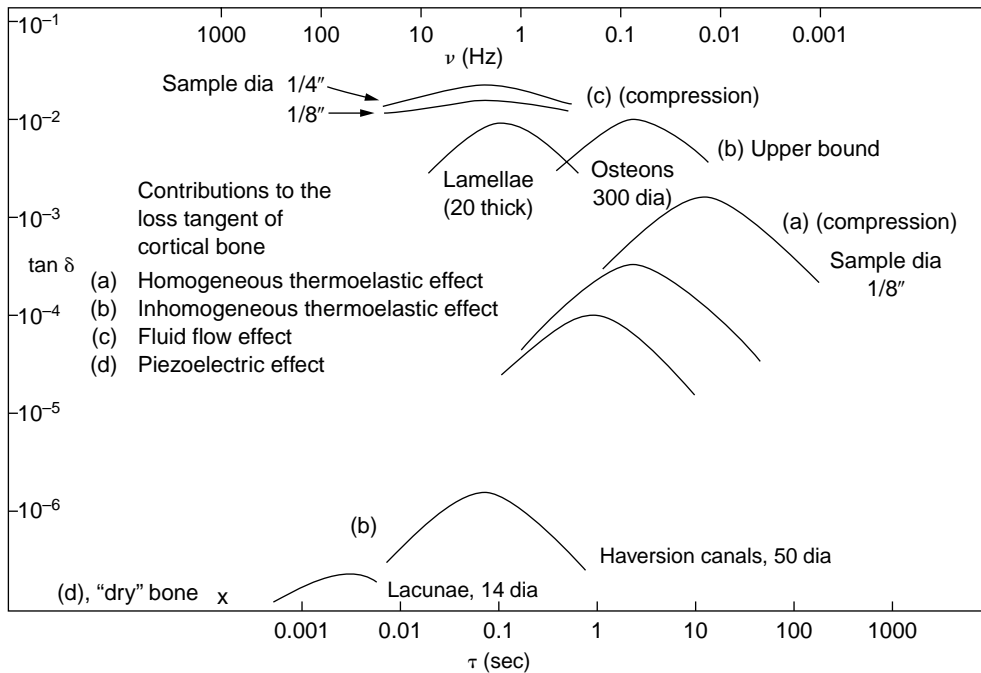 10⁻¹
1000 100 10 1 0.1 0.01 0.001
ν (Hz)
Sample dia 1/4″
1/8″
(c) (compression)
10⁻²
(b) Upper bound
Lamellae
(20 thick)
Osteons
300 dia)
Contributions to the
loss tangent of
cortical bone
10⁻³
(a) (compression)
Sample dia
1/8″
tan δ
(a) Homogeneous thermoelastic effect
(b) Inhomogeneous thermoelastic effect
(c) Fluid flow effect
(d) Piezoelectric effect
10⁻⁴
10⁻⁵
10⁻⁶
(b)
Haversion canals, 50 dia
(d), “dry” bone x
Lacunae, 14 dia
0.001 0.01 0.1 1 10 100 1000
τ (sec)